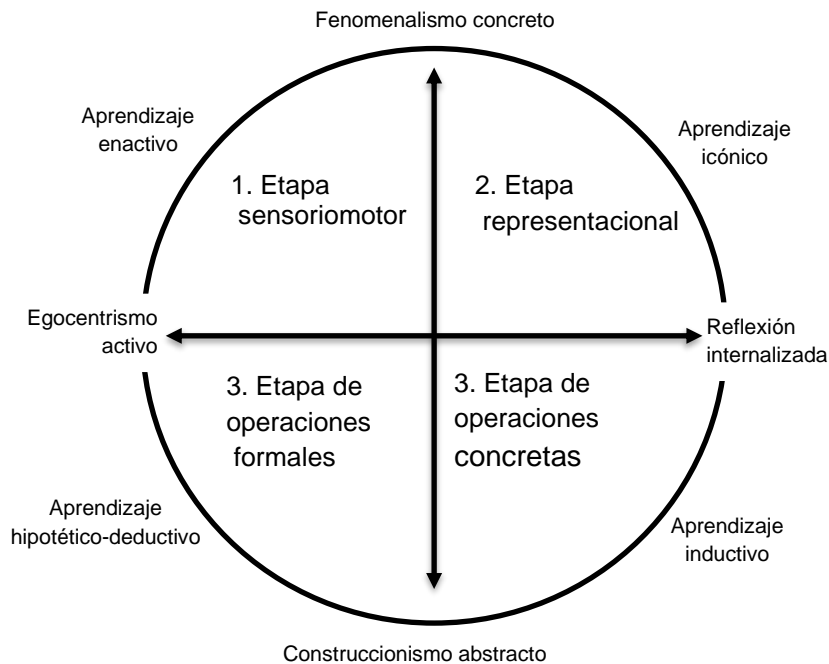 Fenomenalismo concreto
Aprendizaje
enactivo
Aprendizaje
icónico
1. Etapa
sensoriomotor
2. Etapa
representacional
Egocentrismo
activo
Reflexión
internalizada
3. Etapa de
operaciones
formales
3. Etapa de
operaciones
concretas
Aprendizaje
hipotético-deductivo
Aprendizaje
inductivo
Construccionismo abstracto